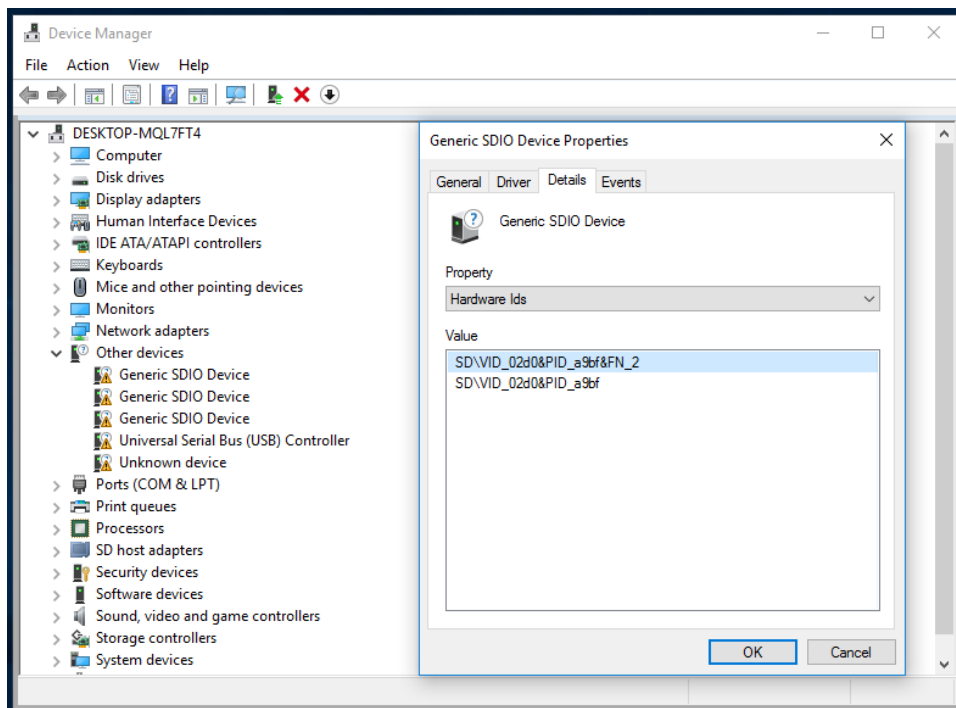 Device Manager
File Action View Help
DESKTOP-MQL7FT4
Computer
Disk drives
Display adapters
Human Interface Devices
IDE ATA/ATAPI controllers
Keyboards
Mice and other pointing devices
Monitors
Network adapters
Other devices
Generic SDIO Device
Generic SDIO Device
Generic SDIO Device
Universal Serial Bus (USB) Controller
Unknown device
Ports (COM & LPT)
Print queues
Processors
SD host adapters
Security devices
Software devices
Sound, video and game controllers
Storage controllers
System devices
Generic SDIO Device Properties
General Driver Details Events
Generic SDIO Device
Property
Hardware Ids
Value
SD\VID_02d0&PID_a9bf&FN_2
SD\VID_02d0&PID_a9bf
OK Cancel